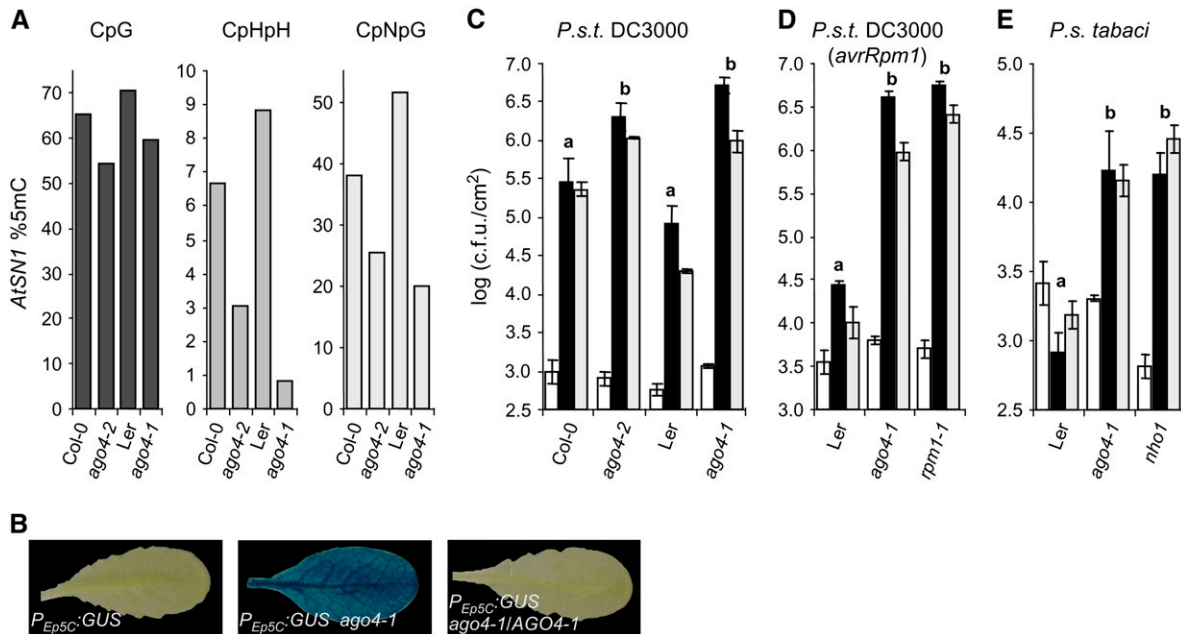 A
CpG
CpHpH
CpNpG
AtSN1 %5mC
80
70
60
50
40
30
20
10
0
10
9
8
7
6
5
4
3
2
1
0
50
40
30
20
10
0
Col-0
ago4-2
Ler
ago4-1
Col-0
ago4-2
Ler
ago4-1
Col-0
ago4-2
Ler
ago4-1
C
P.s.t. DC3000
log (c.f.u./cm²)
7.0
6.5
6.0
5.5
5.0
4.5
4.0
3.5
3.0
2.5
a
b
a
b
Col-0
ago4-2
Ler
ago4-1
D
P.s.t. DC3000
(avrRpm1)
7.0
6.5
6.0
5.5
5.0
4.5
4.0
3.5
3.0
a
b
b
Ler
ago4-1
rpm1-1
E
P.s. tabaci
5.0
4.5
4.0
3.5
3.0
2.5
a
b
b
Ler
ago4-1
nho1
B
PEp5C:GUS
PEp5C:GUS ago4-1
PEp5C:GUS
ago4-1/AGO4-1